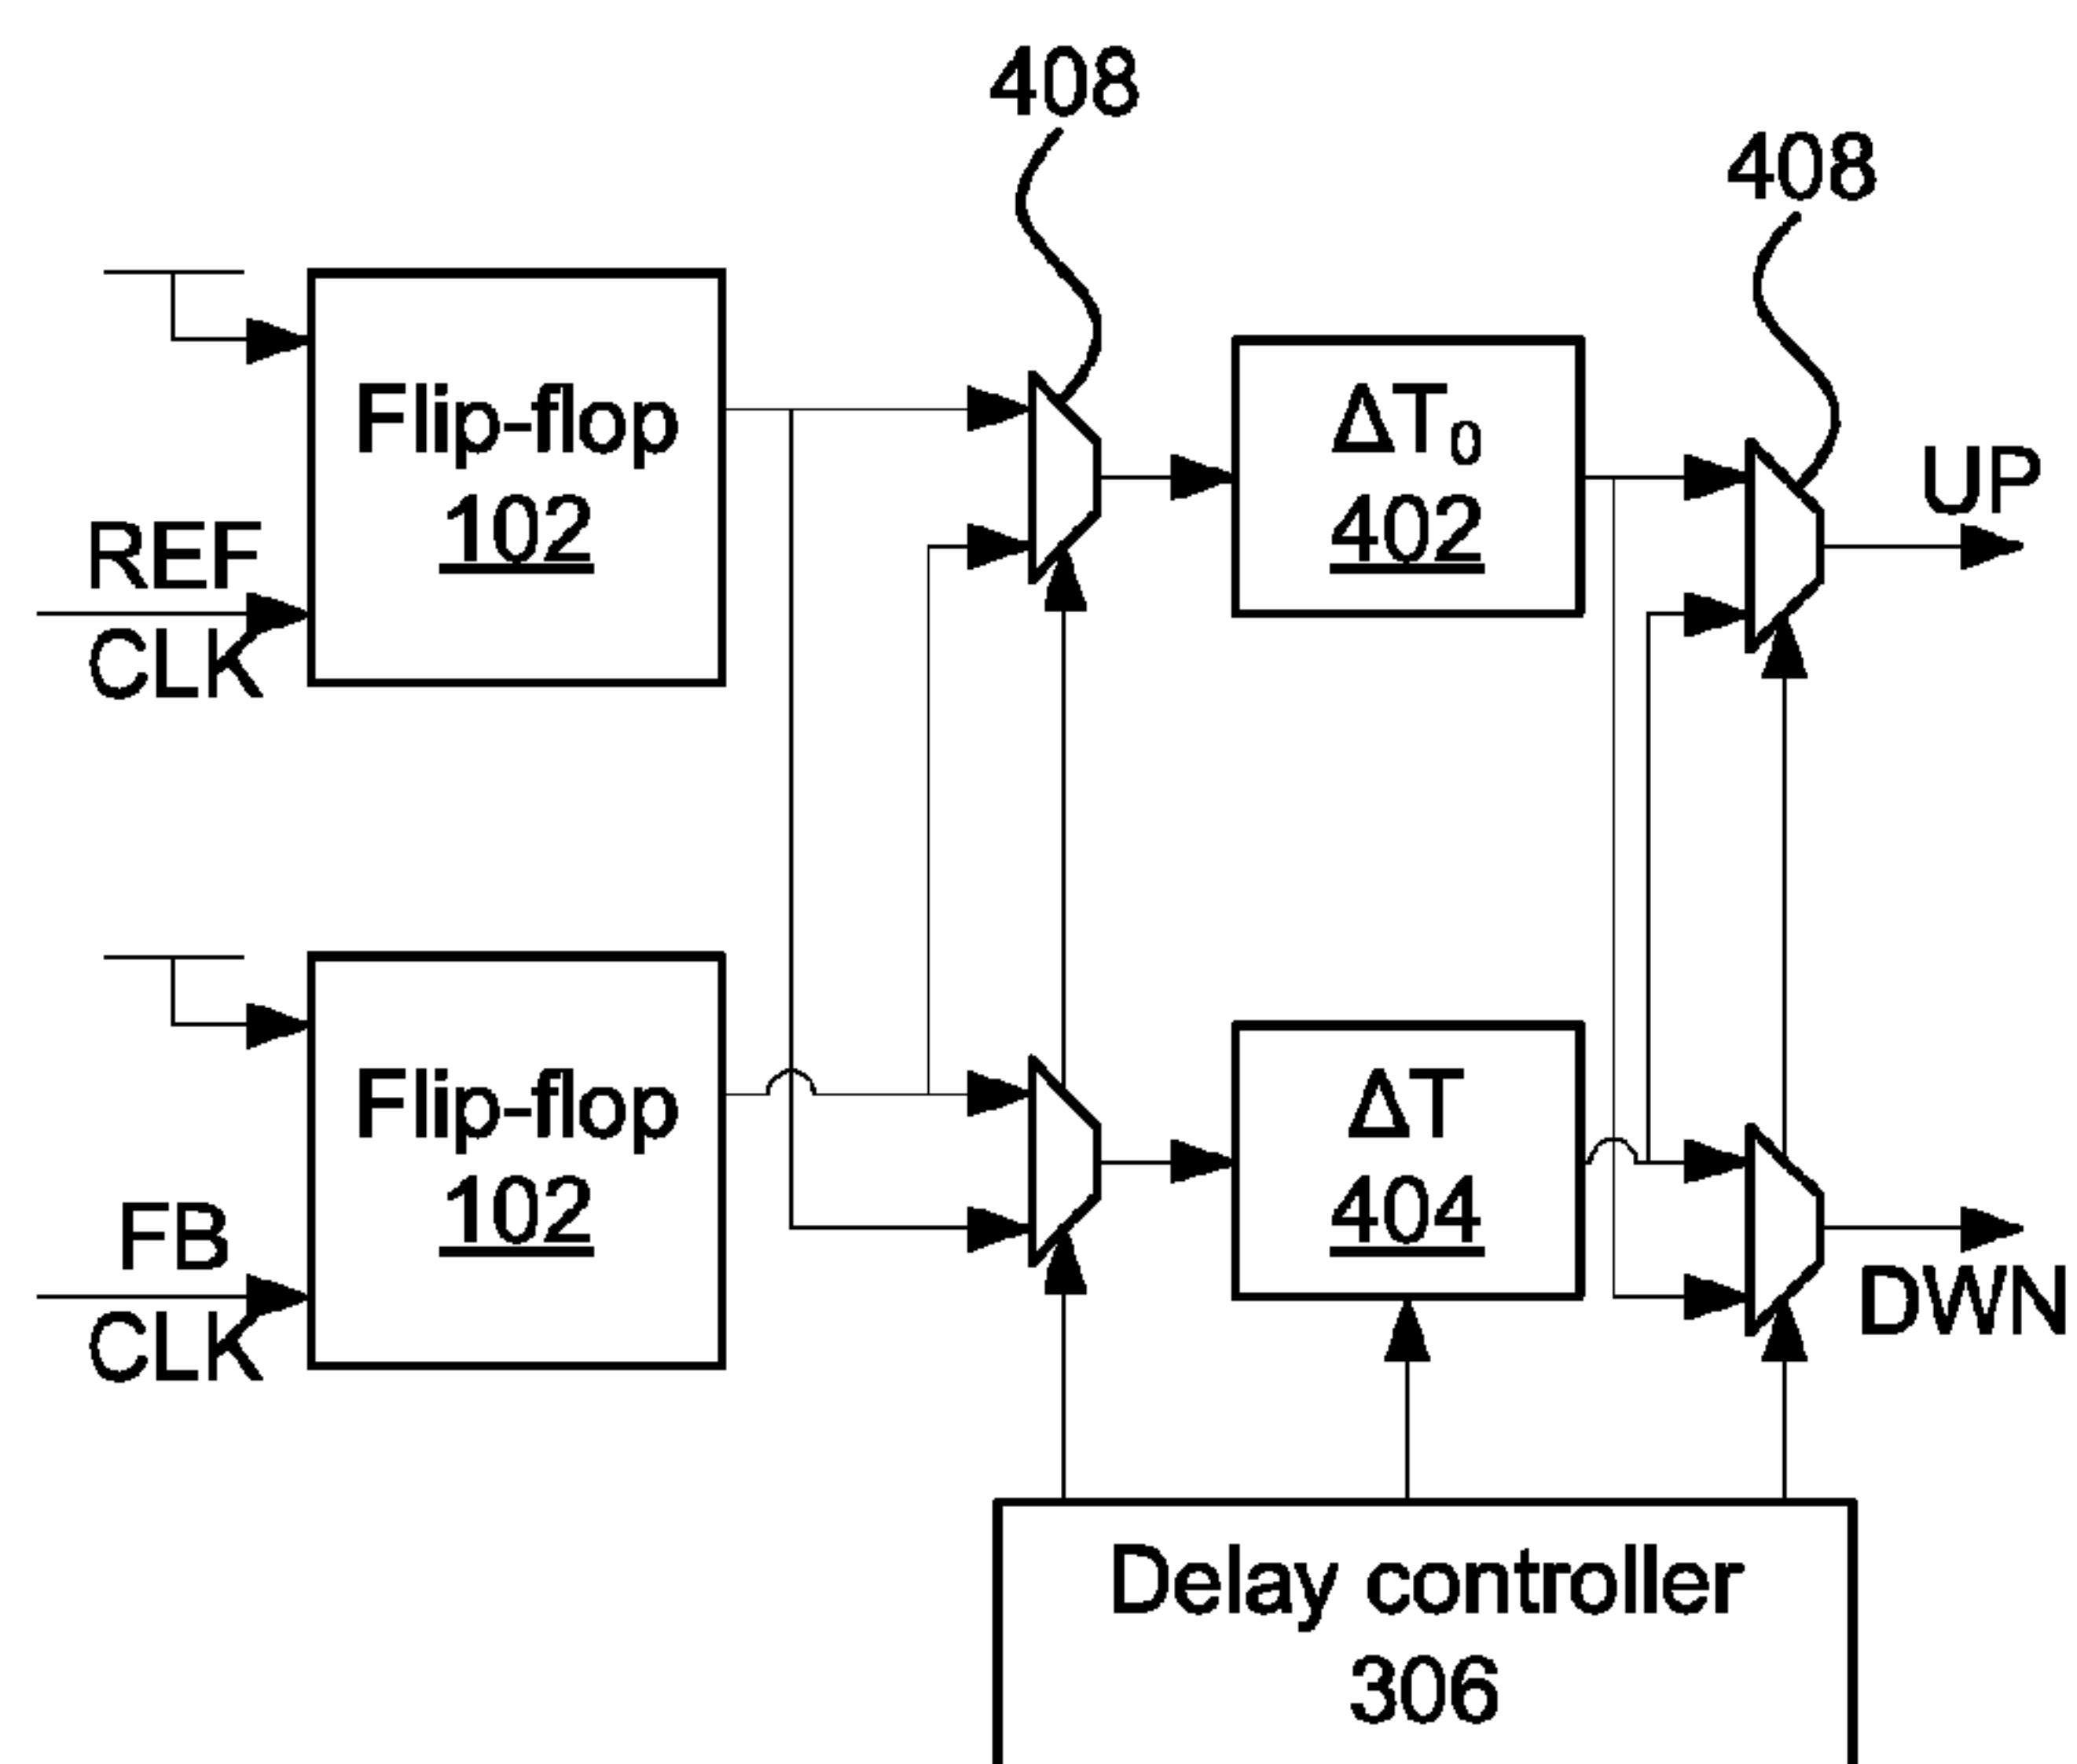 408
408
Flip-flop
102
REF
CLK
ΔT₀
402
UP
Flip-flop
102
FB
CLK
ΔT
404
DWN
Delay controller
306